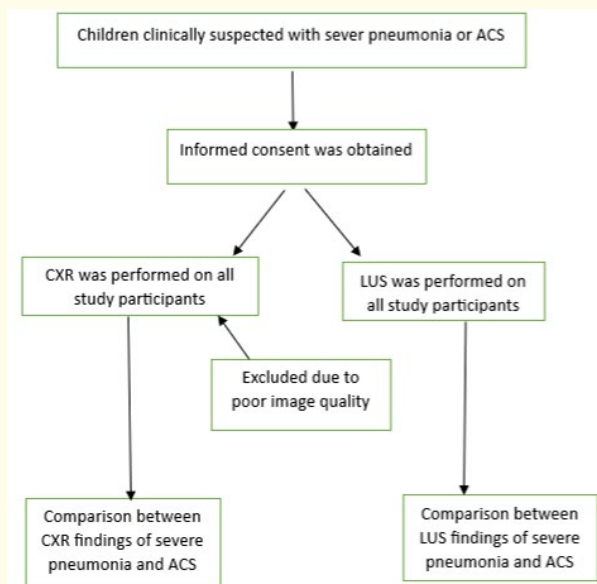 Children clinically suspected with sever pneumonia or ACS
Informed consent was obtained
CXR was performed on all
study participants
LUS was performed on
all study participants
Excluded due to
poor image quality
Comparison between
CXR findings of severe
pneumonia and ACS
Comparison between
LUS findings of severe
pneumonia and ACS